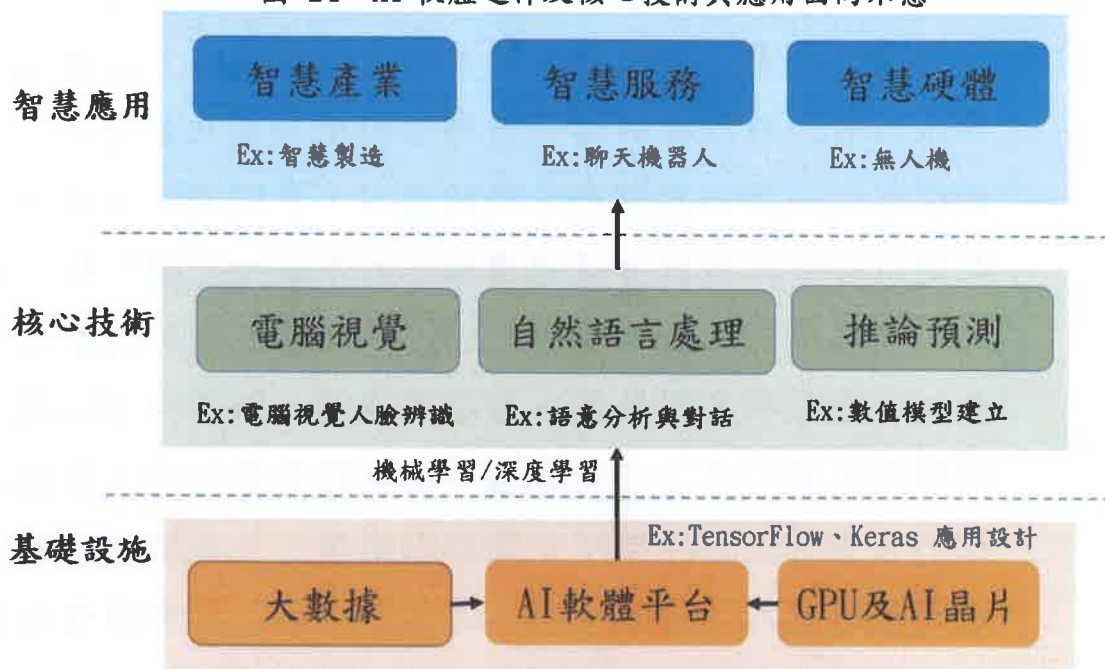 智慧應用
智慧產業
智慧服務
智慧硬體
Ex:智慧製造
Ex:聊天機器人
Ex:無人機
核心技術
電腦視覺
自然語言處理
推論預測
Ex:電腦視覺人臉辨識
Ex:語意分析與對話
Ex:數值模型建立
機械學習/深度學習
基礎設施
Ex:TensorFlow、Keras 應用設計
大數據
AI軟體平台
GPU及AI晶片